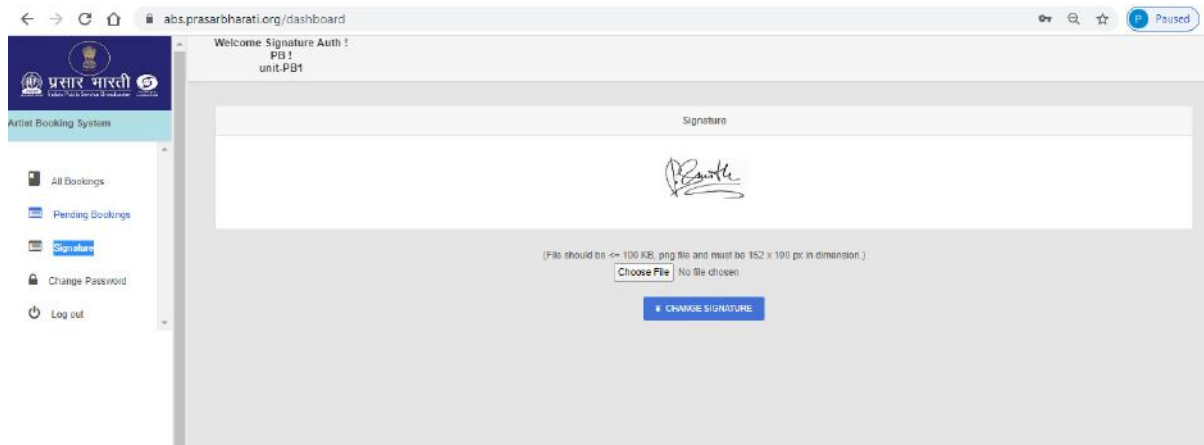 abs.prasarbharati.org/dashboard
P Paused
प्रसार भारती
Artist Booking System
All Bookings
Pending Bookings
Signature
Change Password
Log out
Welcome Signature Auth !
PB !
unit-PB1
Signature
P.Smith
(File should be <= 100 KB, png file and must be 152 x 100 px in dimension.)
Choose File No file chosen
CHANGE SIGNATURE